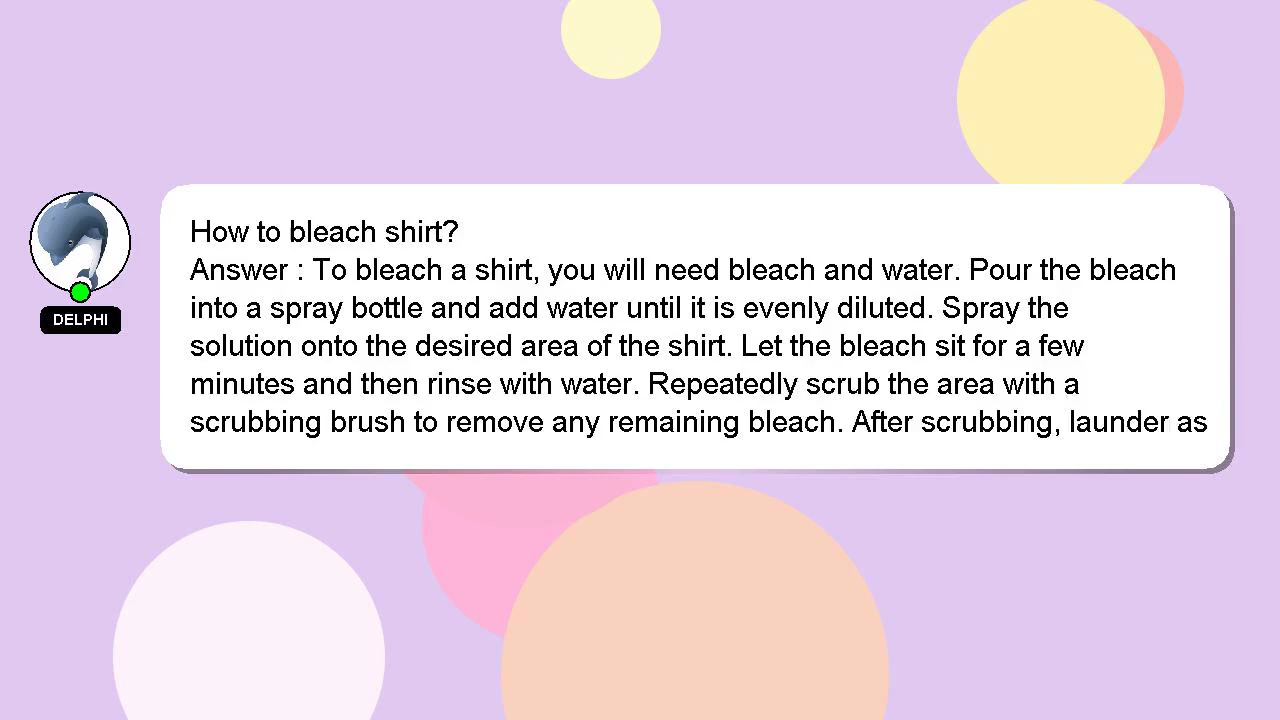 How to bleach shirt?
Answer : To bleach a shirt, you will need bleach and water. Pour the bleach
into a spray bottle and add water until it is evenly diluted. Spray the
solution onto the desired area of the shirt. Let the bleach sit for a few
minutes and then rinse with water. Repeatedly scrub the area with a
scrubbing brush to remove any remaining bleach. After scrubbing, launder as
DELPHI